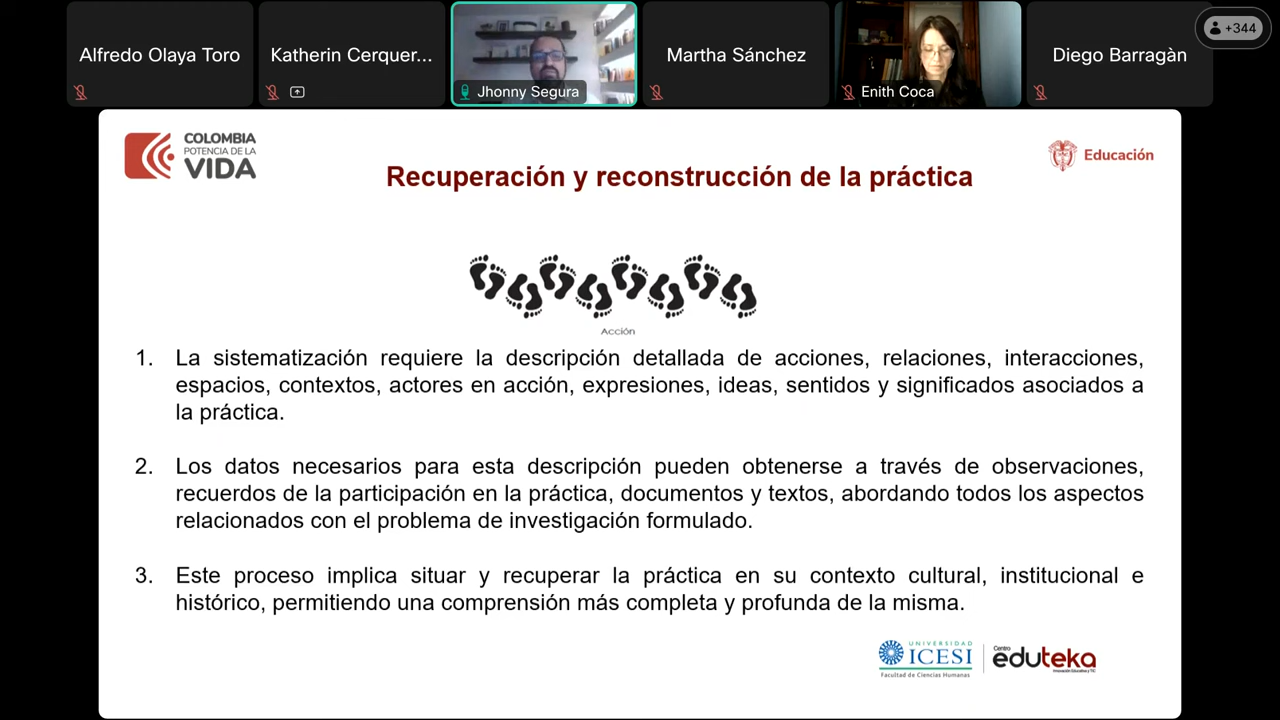 Alfredo Olaya Toro
Katherin Cerquer...
Jhonny Segura
Martha Sánchez
Enith Coca
Diego Barragàn
+344
COLOMBIA
POTENCIA DE LA
VIDA
Educación
Recuperación y reconstrucción de la práctica
Acción
1. La sistematización requiere la descripción detallada de acciones, relaciones, interacciones,
espacios, contextos, actores en acción, expresiones, ideas, sentidos y significados asociados a
la práctica.
2. Los datos necesarios para esta descripción pueden obtenerse a través de observaciones,
recuerdos de la participación en la práctica, documentos y textos, abordando todos los aspectos
relacionados con el problema de investigación formulado.
3. Este proceso implica situar y recuperar la práctica en su contexto cultural, institucional e
histórico, permitiendo una comprensión más completa y profunda de la misma.
UNIVERSIDAD
ICESI
Facultad de Ciencias Humanas
Centro
eduteka
Innovación Educativa y TIC